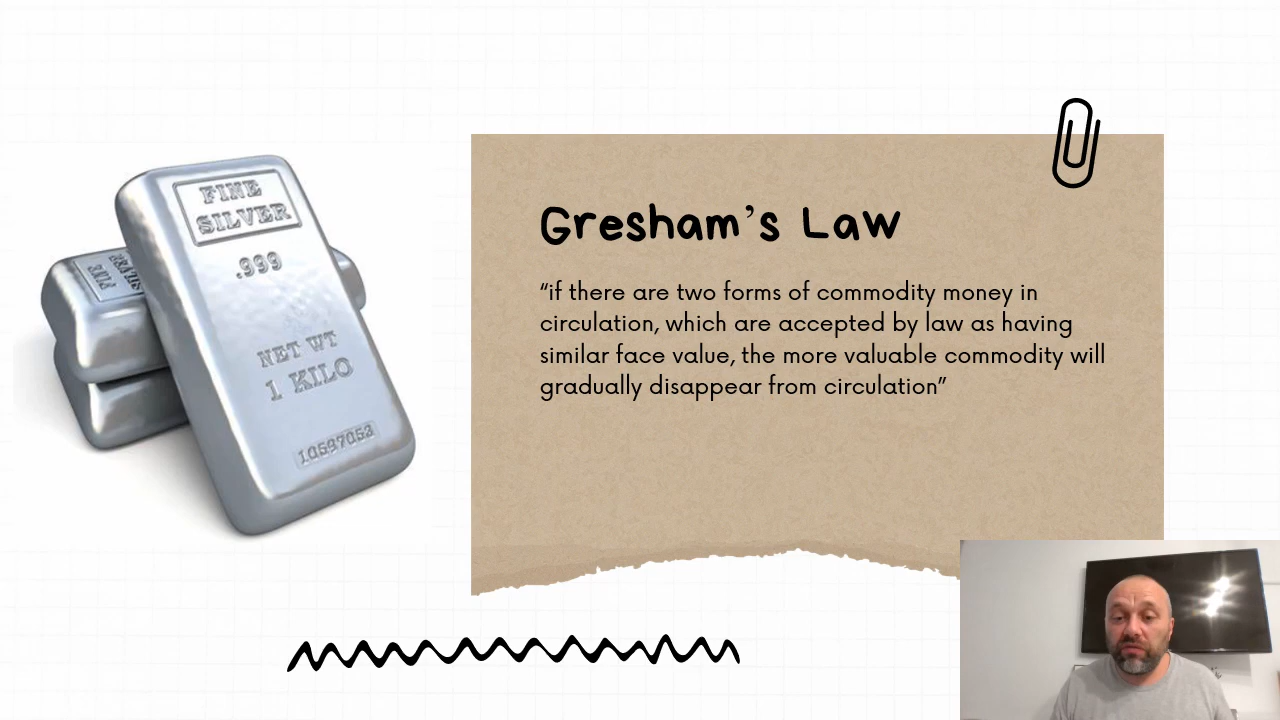 FINE
SILVER
.999
NET WT
1 KILO
10597053
Gresham's Law
“if there are two forms of commodity money in
circulation, which are accepted by law as having
similar face value, the more valuable commodity will
gradually disappear from circulation”